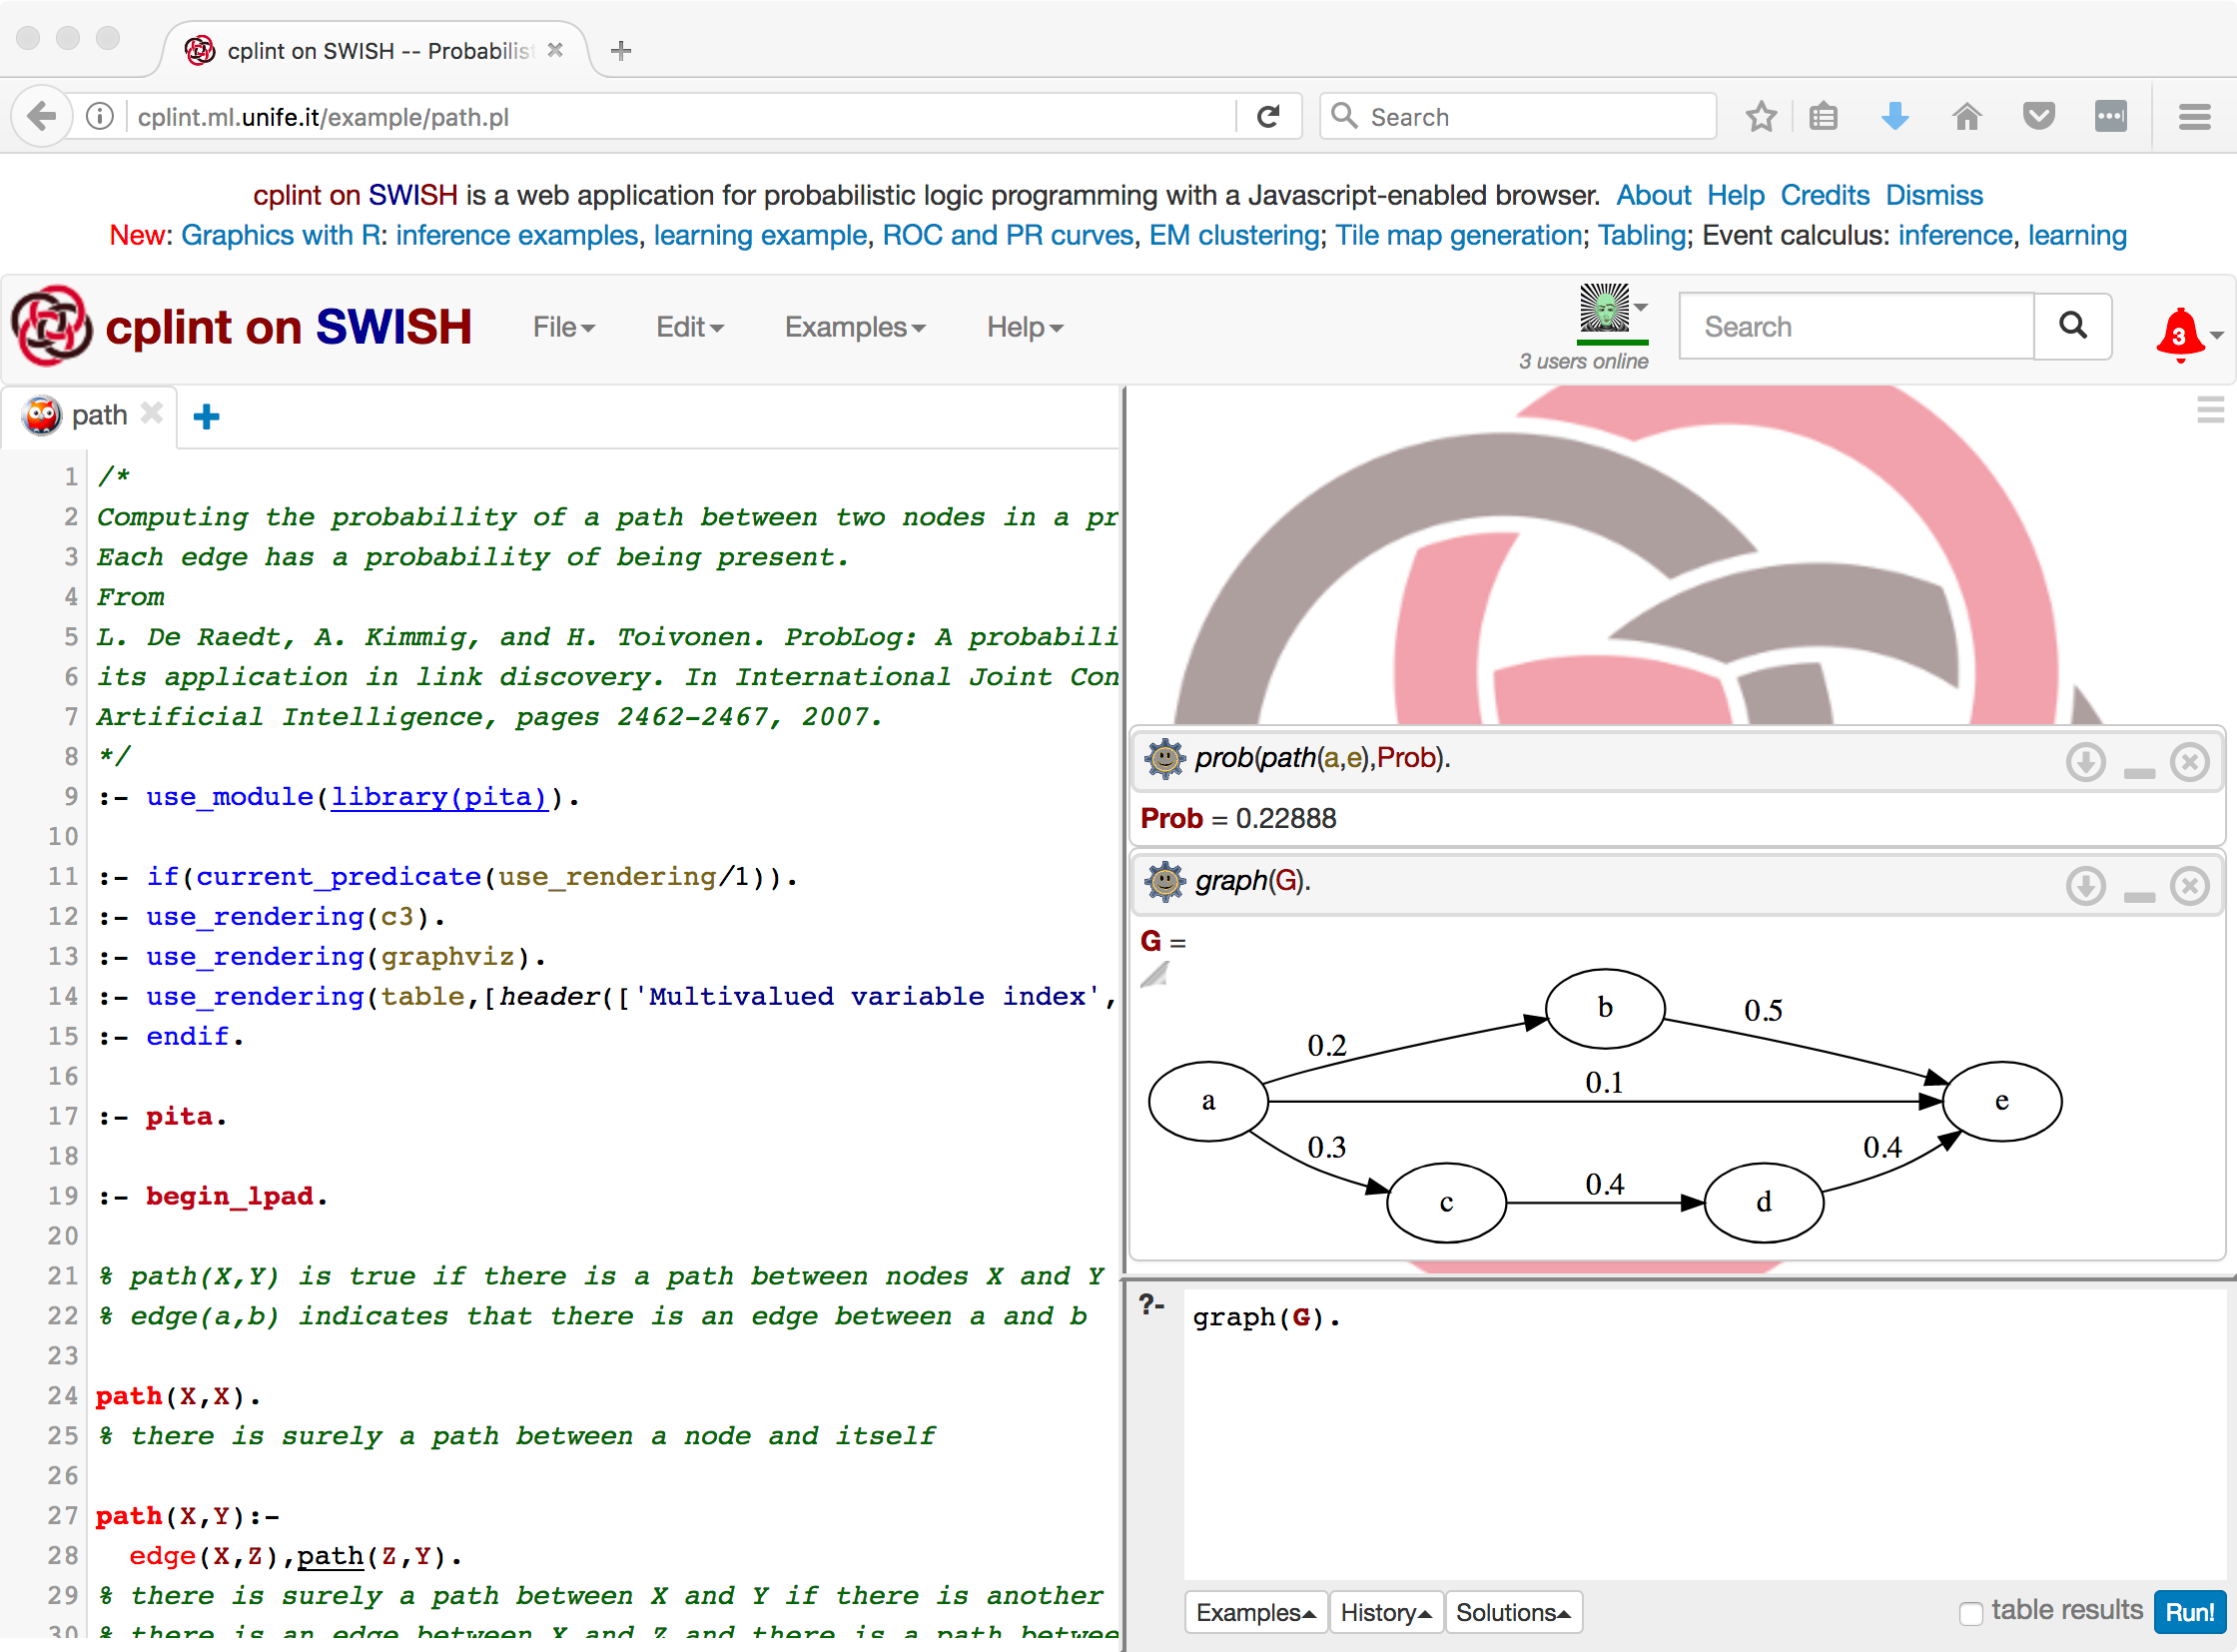 cplint on SWISH -- Probabilist
cplint.ml.unife.it/example/path.pl
Search
cplint on SWISH is a web application for probabilistic logic programming with a Javascript-enabled browser. About Help Credits Dismiss
New: Graphics with R: inference examples, learning example, ROC and PR curves, EM clustering; Tile map generation; Tabling; Event calculus: inference, learning
cplint on SWISH File Edit Examples Help
3 users online
Search
3
path
1 /*
2 Computing the probability of a path between two nodes in a pr
3 Each edge has a probability of being present.
4 From
5 L. De Raedt, A. Kimmig, and H. Toivonen. ProbLog: A probabili
6 its application in link discovery. In International Joint Con
7 Artificial Intelligence, pages 2462-2467, 2007.
8 */
9 :- use_module(library(pita)).
10
11 :- if(current_predicate(use_rendering/1)).
12 :- use_rendering(c3).
13 :- use_rendering(graphviz).
14 :- use_rendering(table,[header(['Multivalued variable index',
15 :- endif.
16
17 :- pita.
18
19 :- begin_lpad.
20
21 % path(X,Y) is true if there is a path between nodes X and Y
22 % edge(a,b) indicates that there is an edge between a and b
23
24 path(X,X).
25 % there is surely a path between a node and itself
26
27 path(X,Y):-
28 edge(X,Z),path(Z,Y).
29 % there is surely a path between X and Y if there is another
30 % there is an edge between X and Z and there is a path betwee
prob(path(a,e),Prob).
Prob = 0.22888
graph(G).
G =
b
0.5
0.2
0.1
a
e
0.3
0.4
0.4
c
d
?- graph(G).
Examples History Solutions
table results Run!